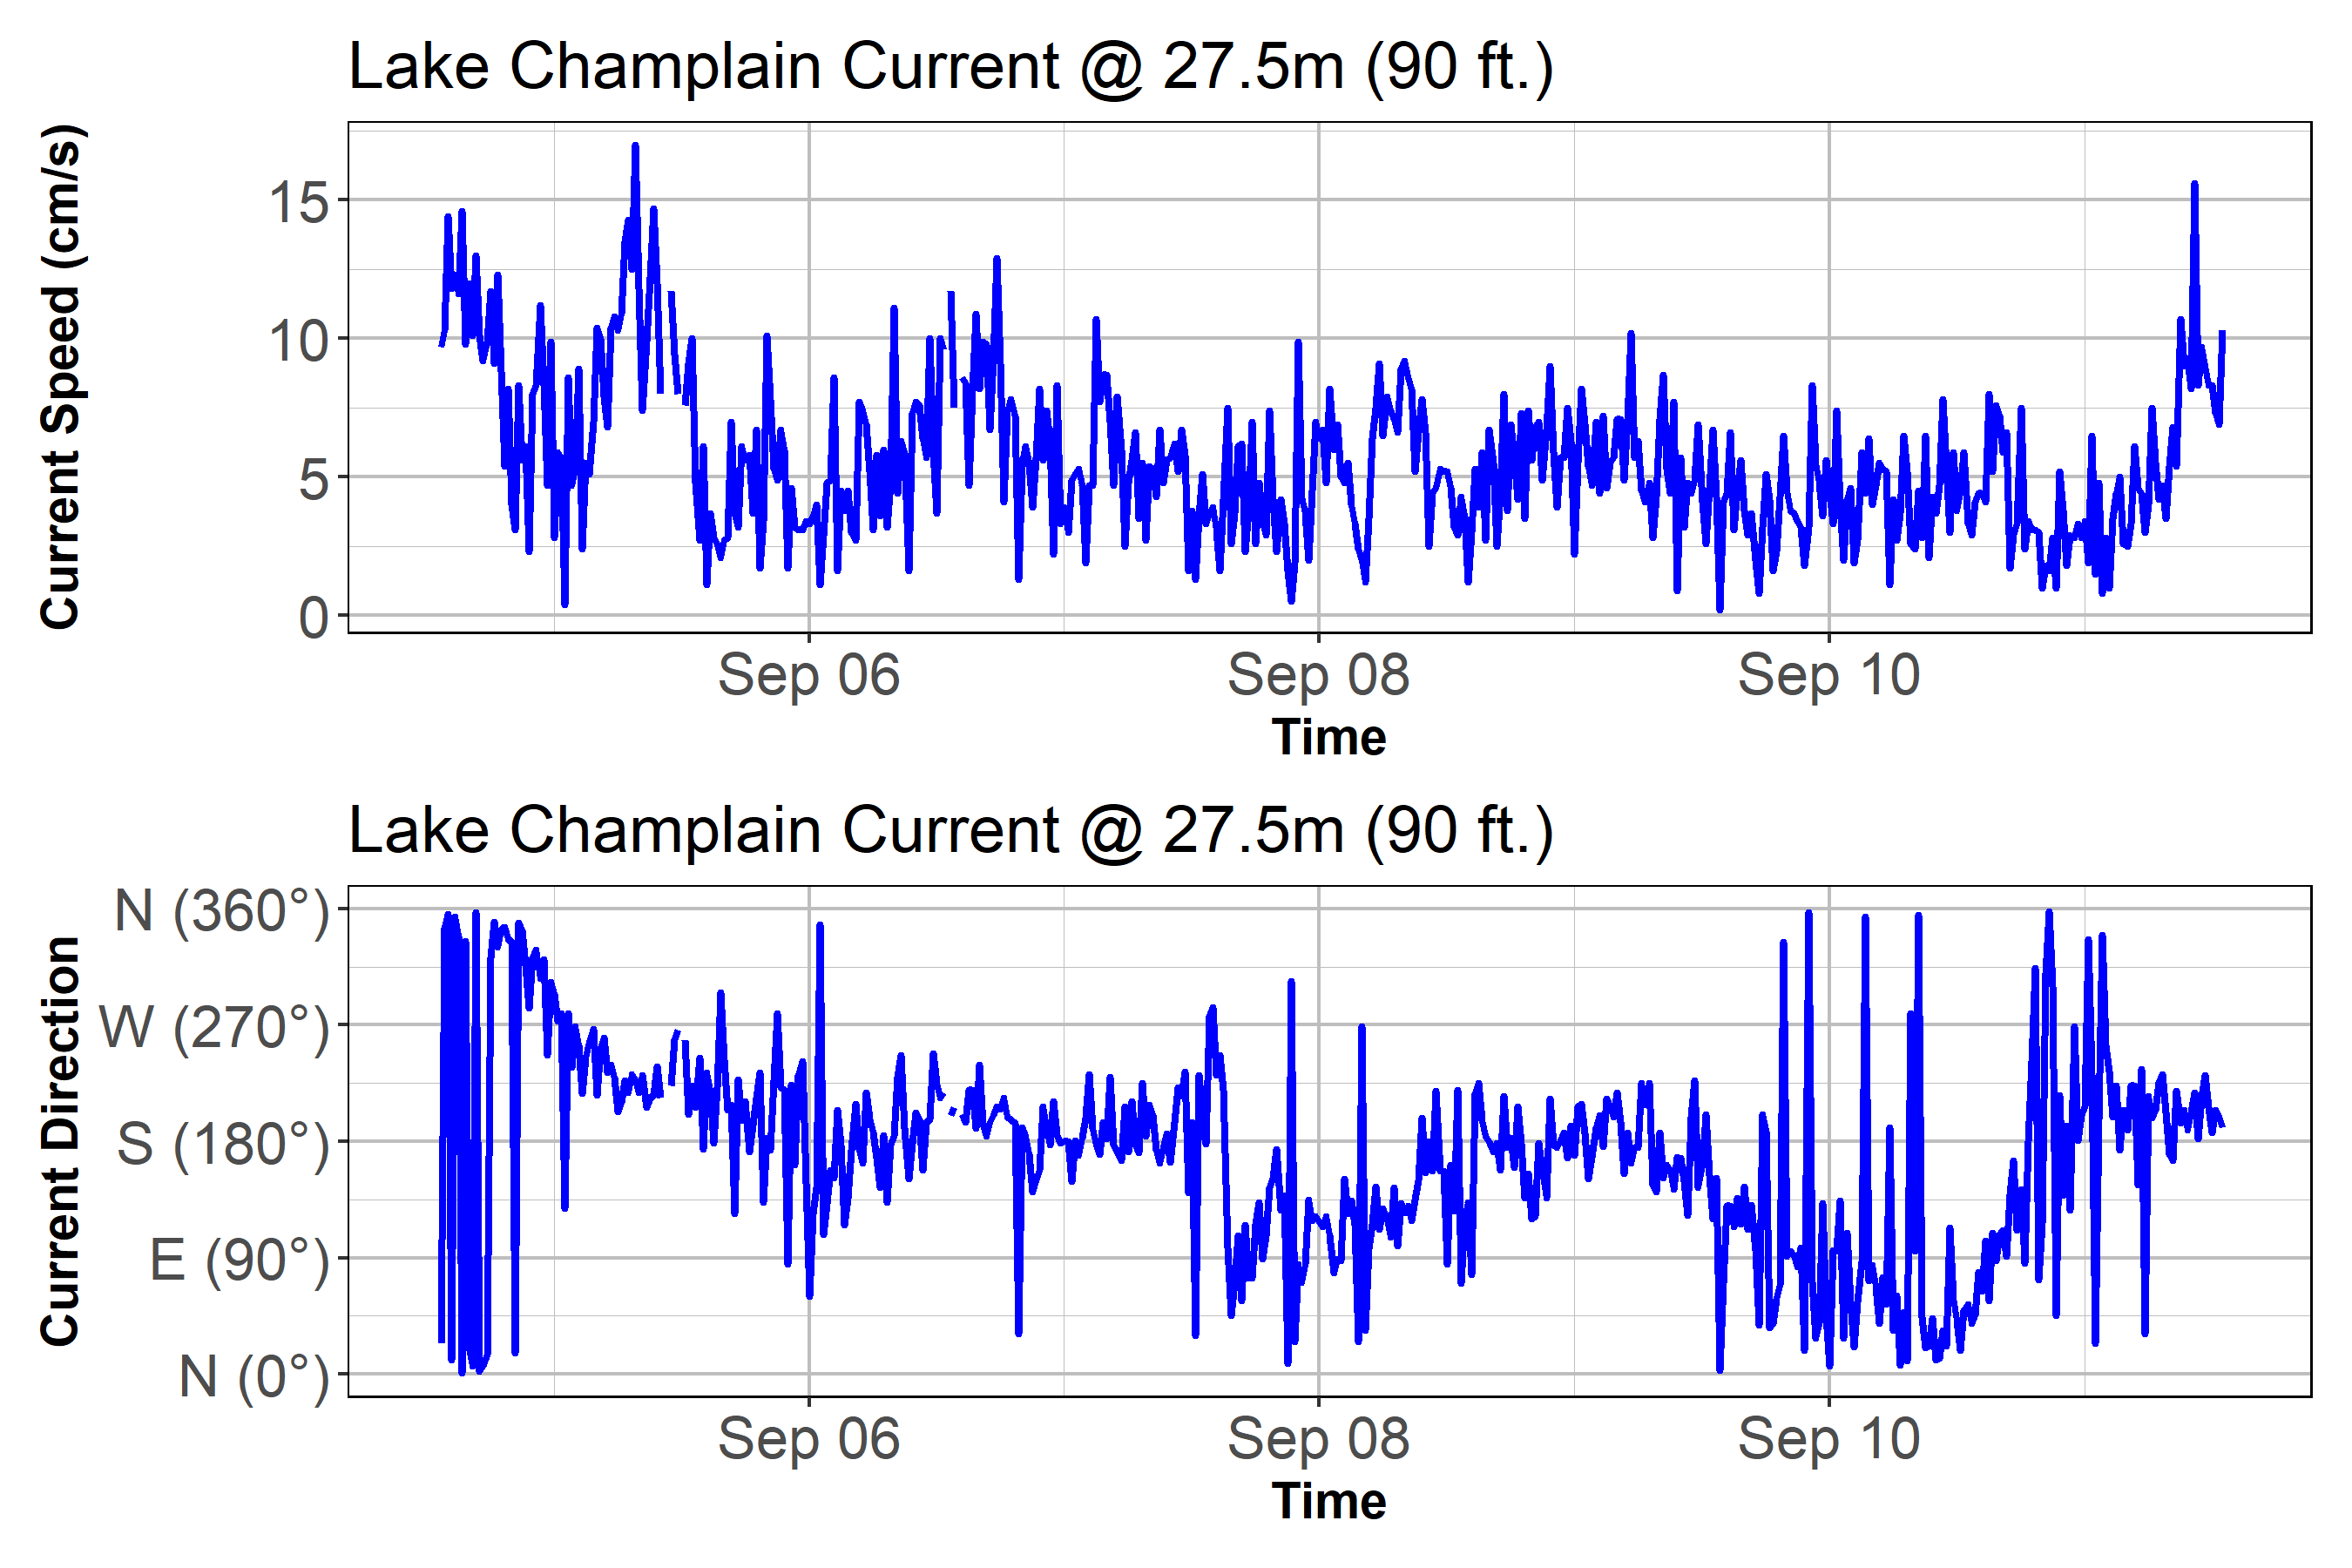 Lake Champlain Current @ 27.5m (90 ft.)
Current Speed (cm/s)
15
10
5
0
Sep 06 Sep 08 Sep 10
Time
Lake Champlain Current @ 27.5m (90 ft.)
Current Direction
N (360°)
W (270°)
S (180°)
E (90°)
N (0°)
Sep 06 Sep 08 Sep 10
Time